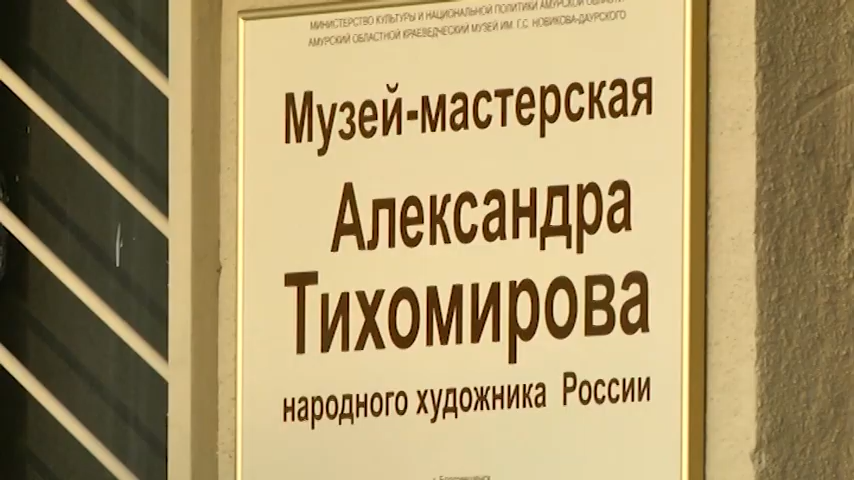 МИНИСТЕРСТВО КУЛЬТУРЫ И НАЦИОНАЛЬНОЙ ПОЛИТИКИ АМУРСКОЙ ОБЛАСТИ
АМУРСКИЙ ОБЛАСТНОЙ КРАЕВЕДЧЕСКИЙ МУЗЕЙ ИМ. Г.С. НОВИКОВА-ДАУРСКОГО
Музей-мастерская
Александра
Тихомирова
народного художника России